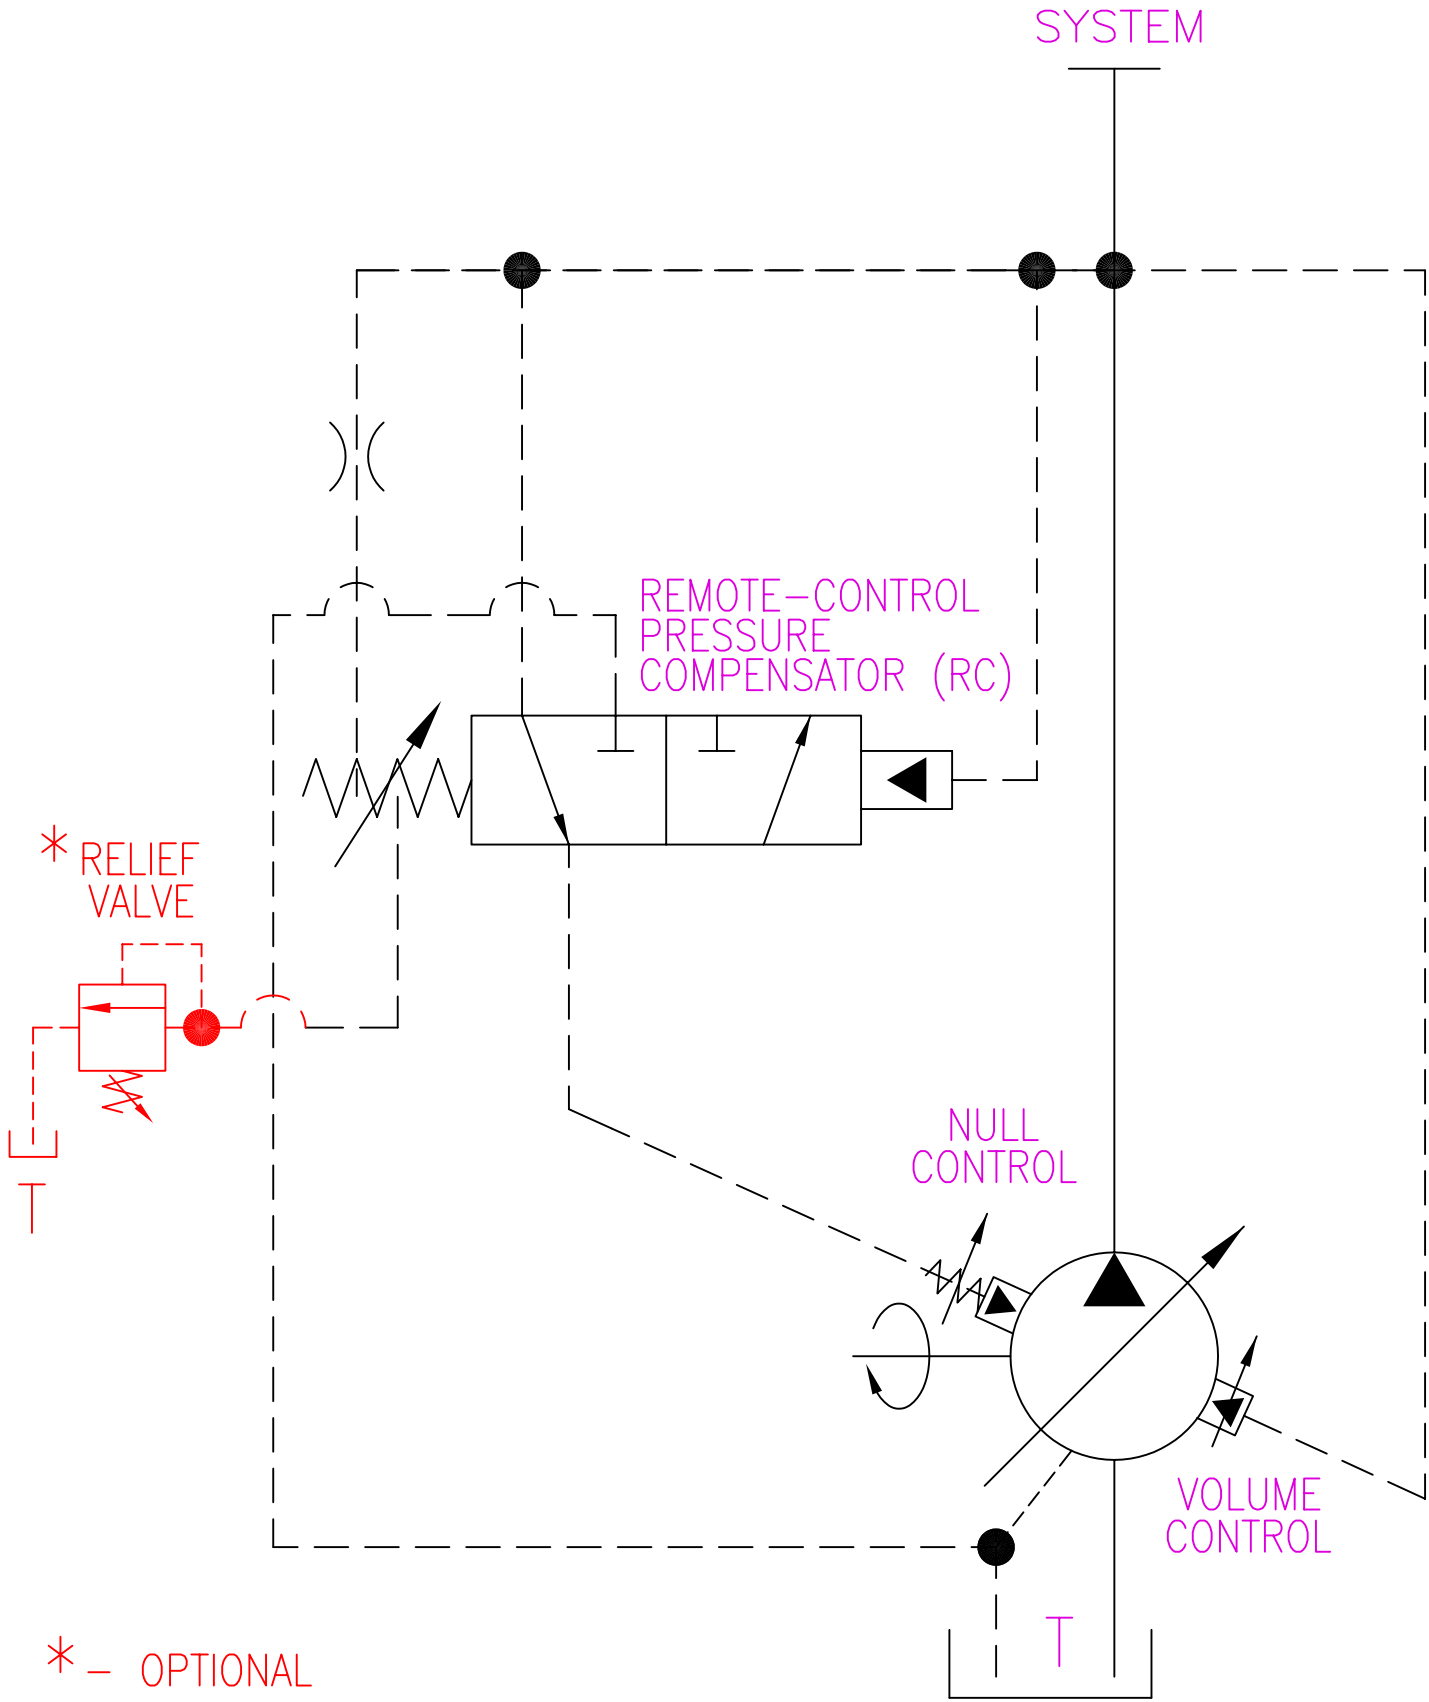 SYSTEM
REMOTE-CONTROL
PRESSURE
COMPENSATOR (RC)
* RELIEF
VALVE
T
NULL
CONTROL
VOLUME
CONTROL
T
* - OPTIONAL